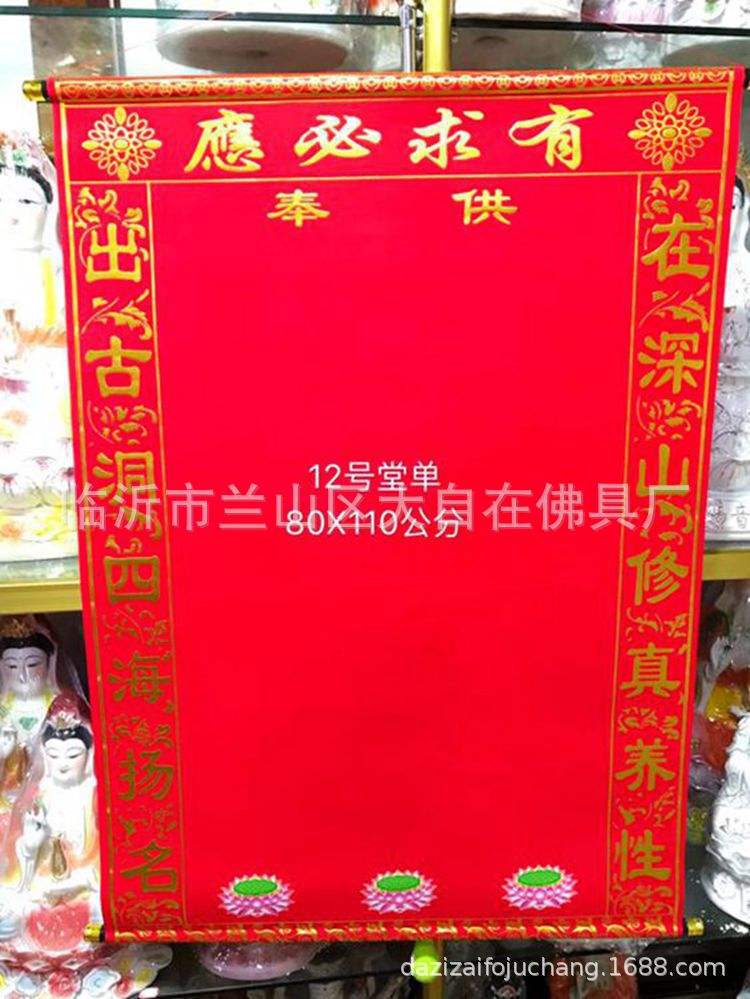 有求必應
供奉
在深山修真养性
出古洞四海扬名
12号堂单
临沂市兰山区大自在佛具厂
80X110公分
dazizaifojuchang.1688.com